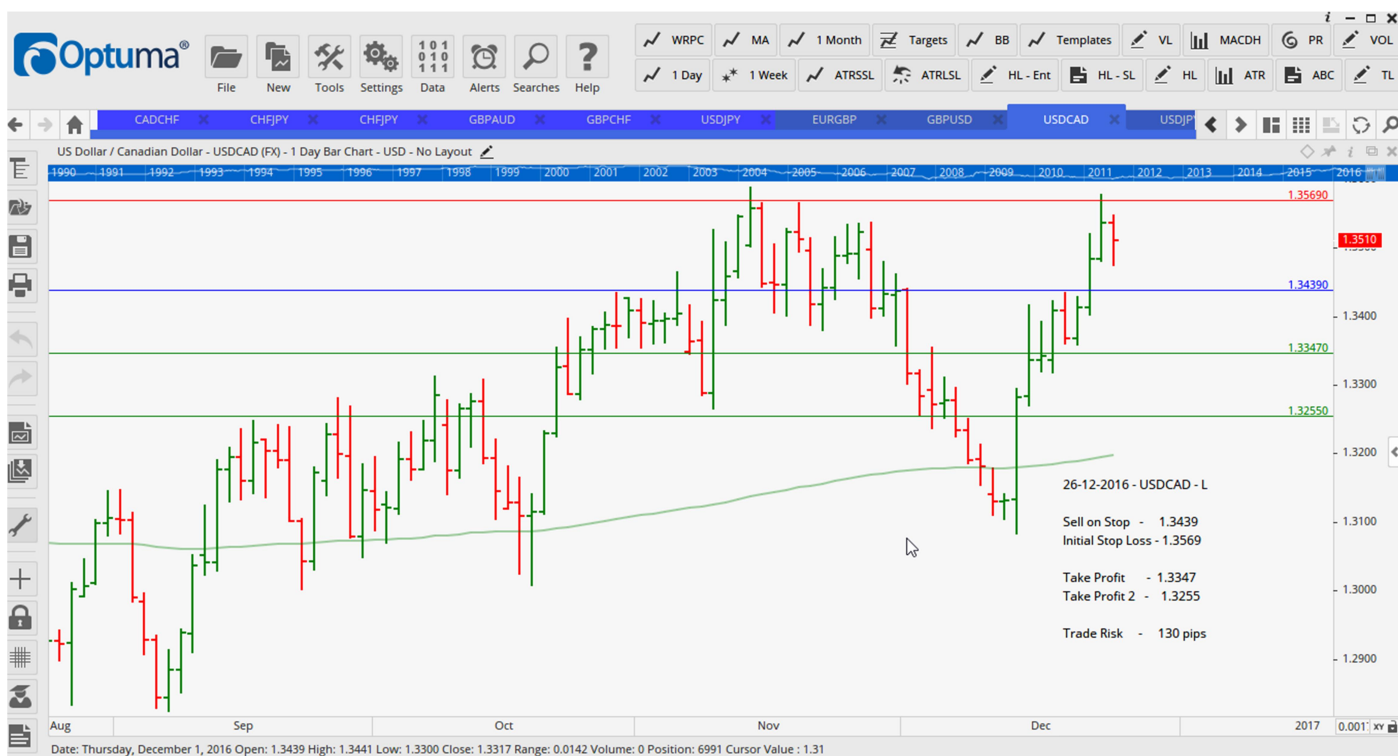 Optuma®
File New Tools Settings Data Alerts Searches Help
WRPC MA 1 Month Targets BB Templates VL MACDH PR VOL
1 Day 1 Week ATRSSL ATRLSL HL - Ent HL - SL HL ATR ABC TL
CADCHF CHFJPY CHFJPY GBPAUD GBPCHF USDJPY EURGBP GBPUSD USDCAD USDJP
US Dollar / Canadian Dollar - USDCAD (FX) - 1 Day Bar Chart - USD - No Layout
1990 1991 1992 1993 1994 1995 1996 1997 1998 1999 2000 2001 2002 2003 2004 2005 2006 2007 2008 2009 2010 2011 2012 2013 2014 2015 2016
1.35690
1.3510
1.34390
1.3400
1.33470
1.3300
1.32550
1.3200
26-12-2016 - USDCAD - L
Sell on Stop - 1.3439
1.3100
Initial Stop Loss - 1.3569
Take Profit - 1.3347
1.3000
Take Profit 2 - 1.3255
Trade Risk - 130 pips
1.2900
Aug Sep Oct Nov Dec 2017 0.001 XY
Date: Thursday, December 1, 2016 Open: 1.3439 High: 1.3441 Low: 1.3300 Close: 1.3317 Range: 0.0142 Volume: 0 Position: 6991 Cursor Value : 1.31